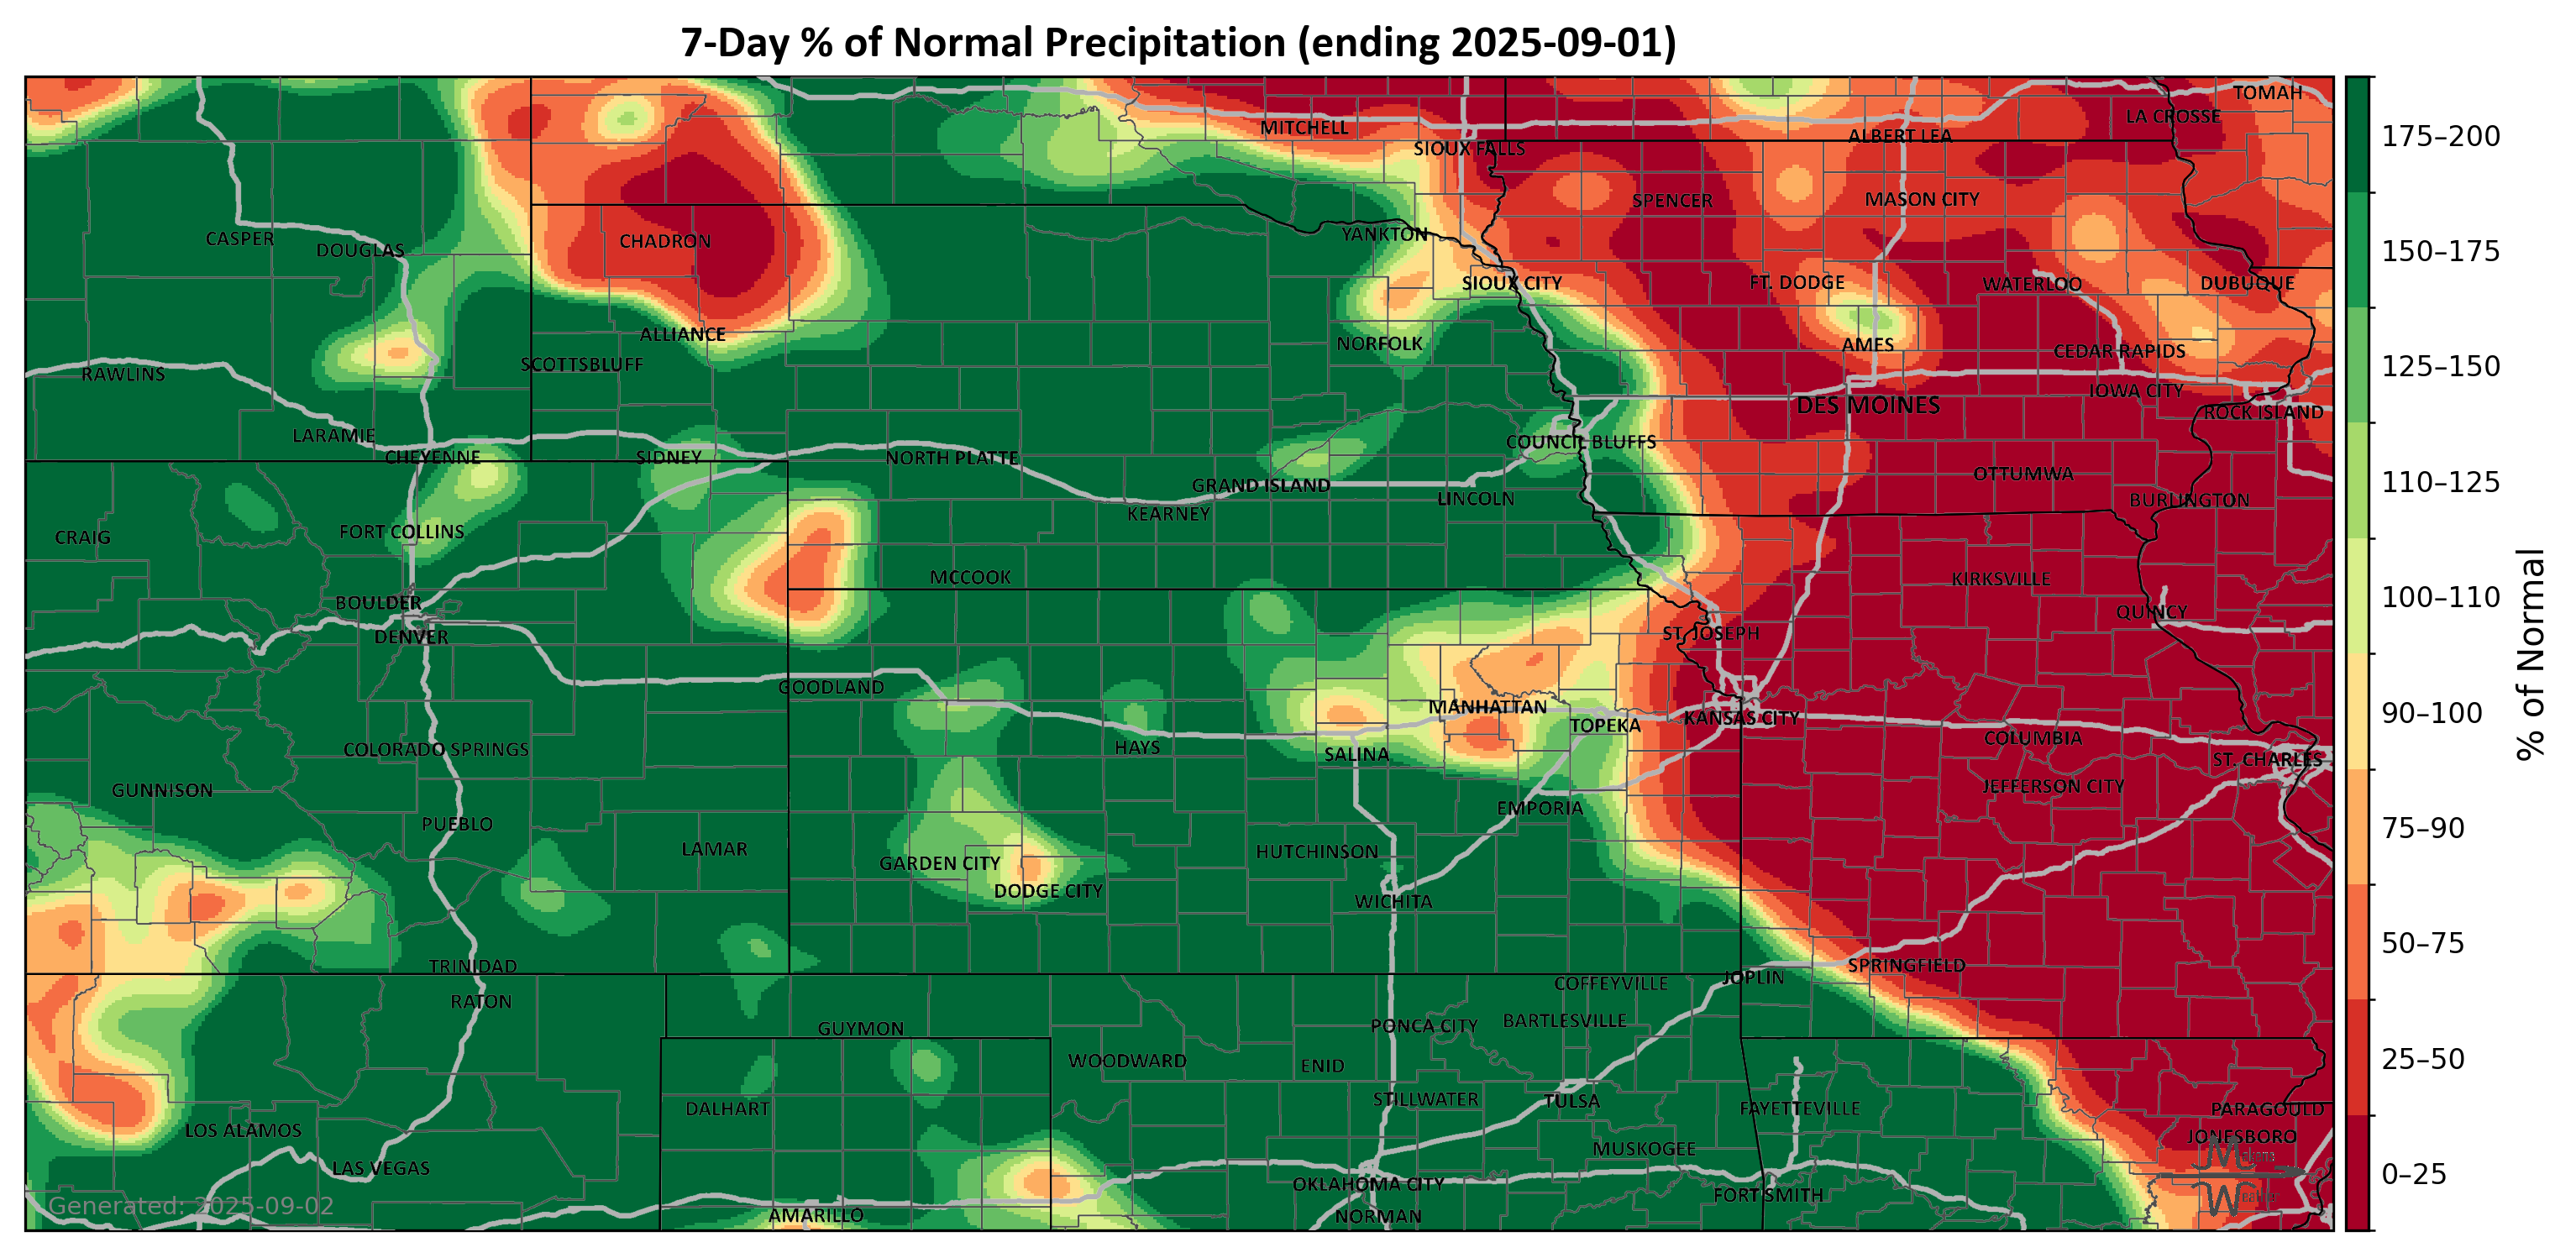 7-Day % of Normal Precipitation (ending 2025-09-01)
TOMAH
LA CROSSE
MITCHELL
ALBERT LEA
SIOUX FALLS
SPENCER
MASON CITY
CASPER
DOUGLAS
CHADRON
YANKTON
SIOUX CITY
FT. DODGE
WATERLOO
DUBUQUE
ALLIANCE
NORFOLK
AMES
CEDAR RAPIDS
SCOTTSBLUFF
RAWLINS
IOWA CITY
DES MOINES
ROCK ISLAND
LARAMIE
COUNCIL BLUFFS
CHEYENNE
SIDNEY
NORTH PLATTE
OTTUMWA
GRAND ISLAND
LINCOLN
BURLINGTON
KEARNEY
CRAIG
FORT COLLINS
MCCOOK
KIRKSVILLE
BOULDER
QUINCY
DENVER
ST. JOSEPH
GOODLAND
MANHATTAN
KANSAS CITY
TOPEKA
COLUMBIA
COLORADO SPRINGS
HAYS
SALINA
ST. CHARLES
GUNNISON
JEFFERSON CITY
EMPORIA
PUEBLO
LAMAR
HUTCHINSON
GARDEN CITY
DODGE CITY
WICHITA
TRINIDAD
SPRINGFIELD
JOPLIN
COFFEYVILLE
RATON
GUYMON
PONCA CITY
BARTLESVILLE
WOODWARD
ENID
DALHART
STILLWATER
TULSA
FAYETTEVILLE
PARAGOULD
LOS ALAMOS
JONESBORO
MUSKOGEE
LAS VEGAS
OKLAHOMA CITY
FORT SMITH
AMARILLO
NORMAN
Generated: 2025-09-02
175–200
150–175
125–150
110–125
100–110
90–100
75–90
50–75
25–50
0–25
% of Normal